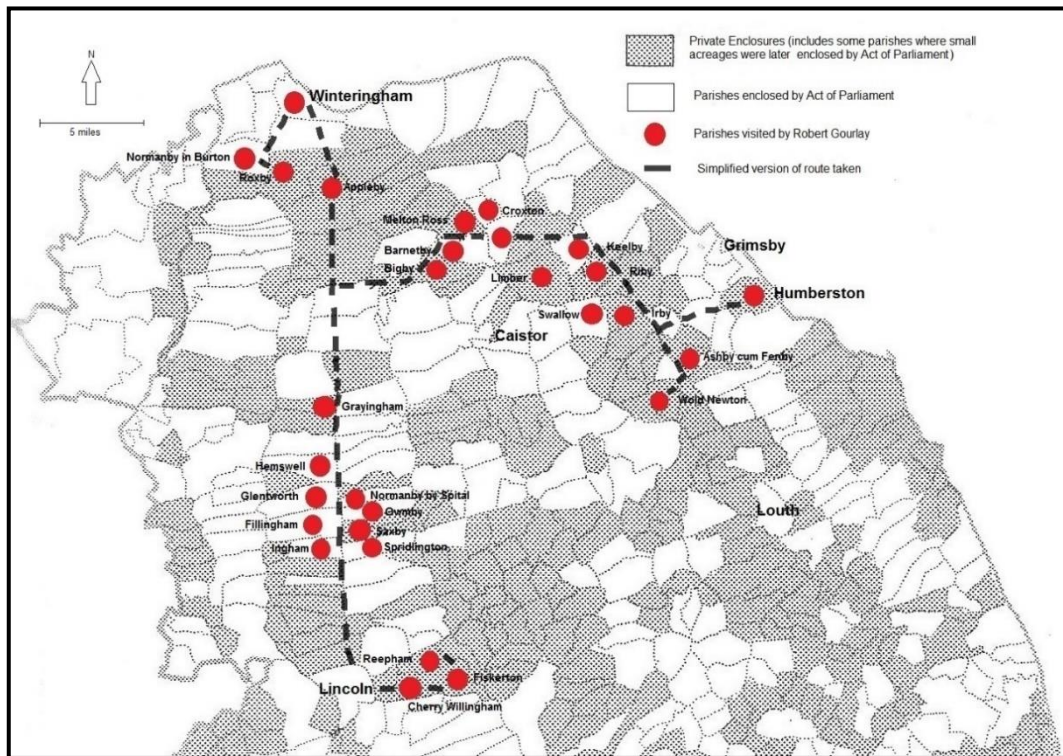 N
5 miles
Private Enclosures (includes some parishes where small
acreages were later enclosed by Act of Parliament)
Parishes enclosed by Act of Parliament
Parishes visited by Robert Gourlay
Simplified version of route taken
Winteringham
Normanby in Burton
Roxby
Appleby
Croxton
Melton Ross
Barnetby
Bigby
Keelby
Limber
Riby
Grimsby
Humberston
Swallow
Irby
Caistor
Ashby cum Fenby
Wold Newton
Grayingham
Hemswell
Glentworth
Normanby by Spital
Owmby
Fillingham
Saxby
Ingham
Spridlington
Louth
Reepham
Fiskerton
Lincoln
Cherry Willingham